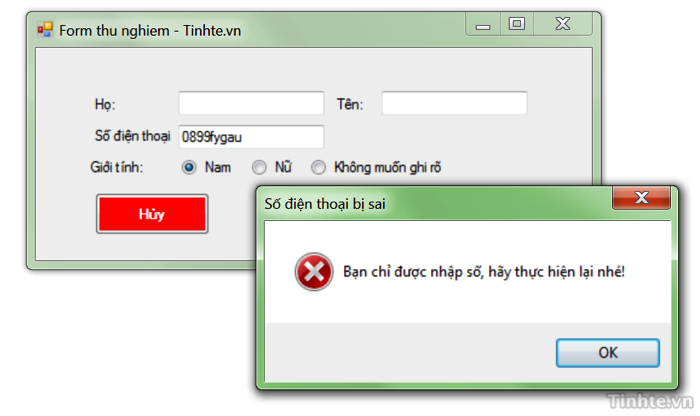 Form thu nghiem - Tinhte.vn
Họ: Tên:
Số điện thoại 0899fygau
Giới tính: Nam Nữ Không muốn ghi rõ
Hủy
Số điện thoại bị sai
Bạn chỉ được nhập số, hãy thực hiện lại nhé!
OK
Tinhte.vn